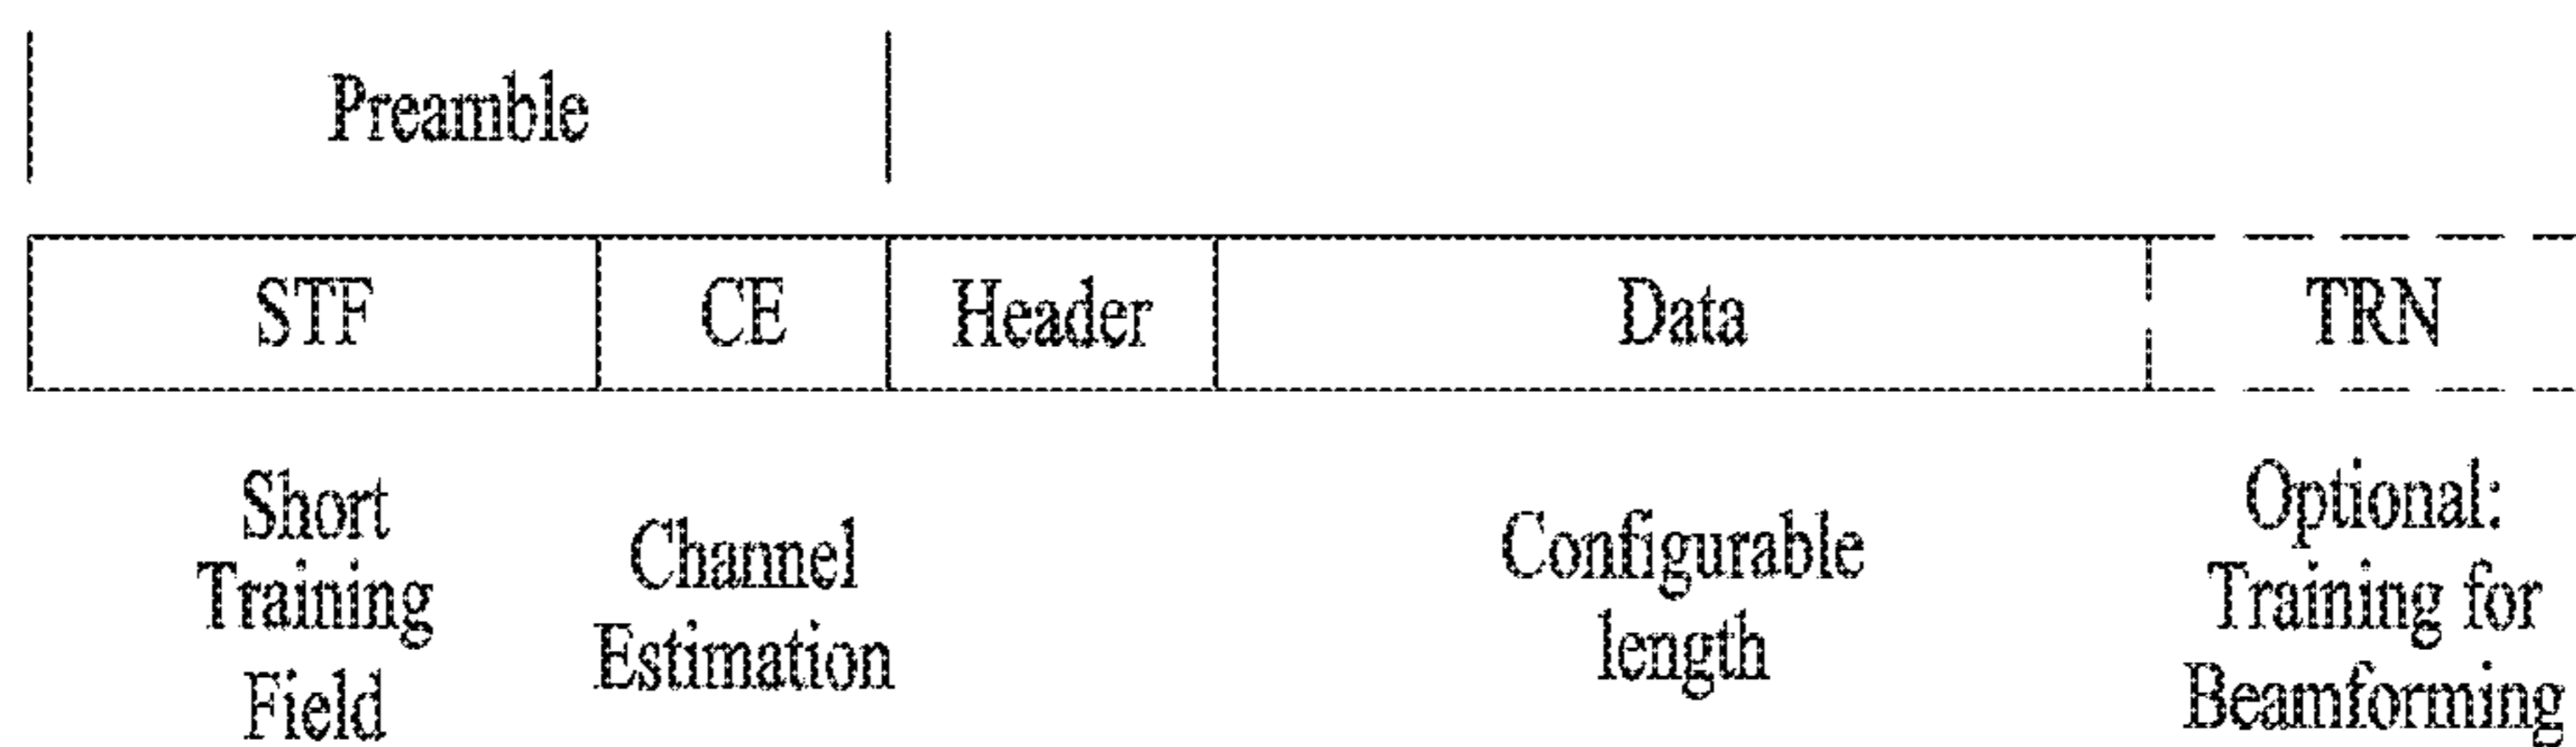 Preamble
STF CE Header Data TRN
Short
Training
Field
Channel
Estimation
Configurable
length
Optional:
Training for
Beamforming